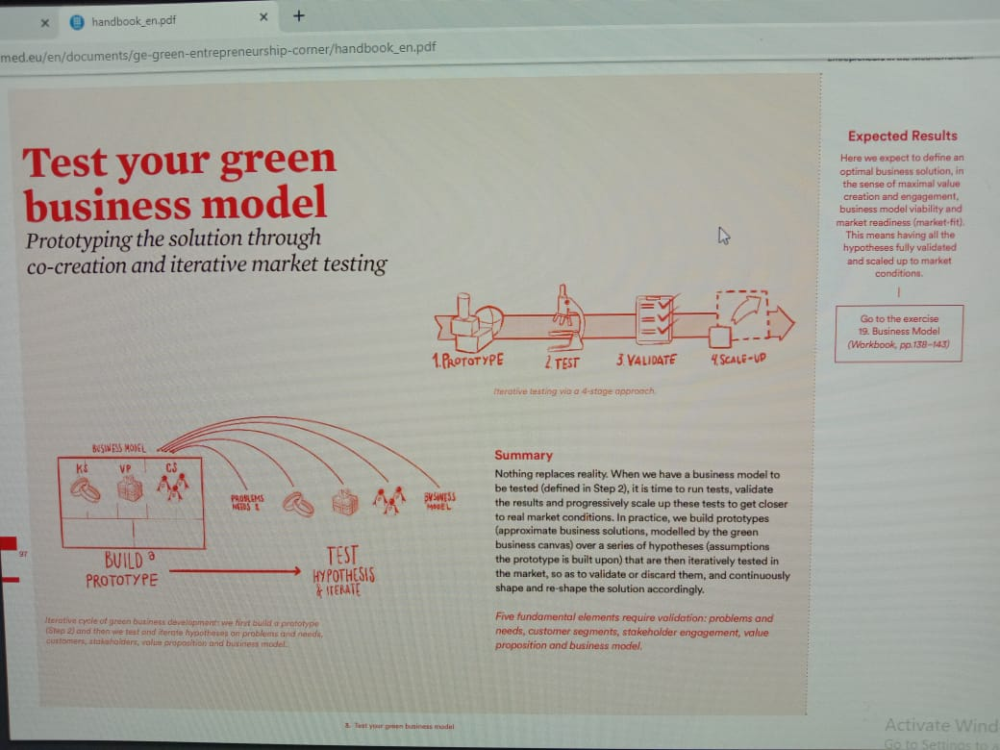 handbook_en.pdf
med.eu/en/documents/ge-green-entrepreneurship-corner/handbook_en.pdf
Test your green
business model
Prototyping the solution through
co-creation and iterative market testing
1. PROTOTYPE
2. TEST
3. VALIDATE
4. SCALE-UP
Iterative testing via a 4-stage approach.
BUSINESS MODEL
KS
VP
CS
PROBLEMS
NEEDS
BUSINESS
MODEL
BUILD a
PROTOTYPE
TEST
HYPOTHESIS
& ITERATE
Iterative cycle of green business development: we first build a prototype
(Step 2) and then we test and iterate hypotheses on problems and needs,
customers, stakeholders, value proposition and business model.
Summary
Nothing replaces reality. When we have a business model to
be tested (defined in Step 2), it is time to run tests, validate
the results and progressively scale up these tests to get closer
to real market conditions. In practice, we build prototypes
(approximate business solutions, modelled by the green
business canvas) over a series of hypotheses (assumptions
the prototype is built upon) that are then iteratively tested in
the market, so as to validate or discard them, and continuously
shape and re-shape the solution accordingly.
Five fundamental elements require validation: problems and
needs, customer segments, stakeholder engagement, value
proposition and business model.
97
3. Test your green business model
Expected Results
Here we expect to define an
optimal business solution, in
the sense of maximal value
creation and engagement,
business model viability and
market readiness (market-fit).
This means having all the
hypotheses fully validated
and scaled up to market
conditions.
Go to the exercise
19. Business Model
(Workbook, pp.138–143)
Activate Wind
Go to Settings to a